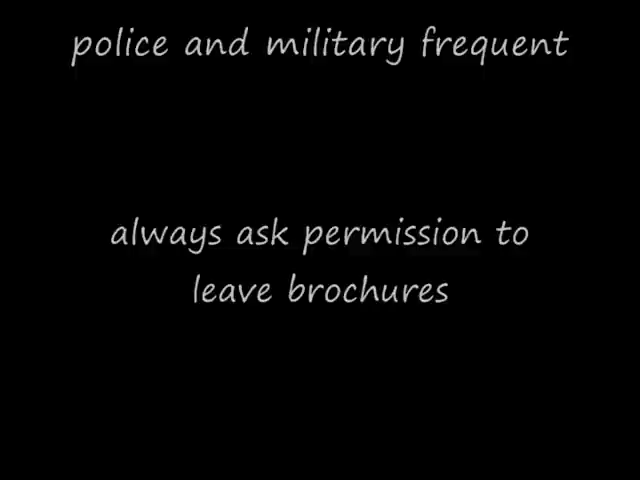 police and military frequent
always ask permission to
leave brochures